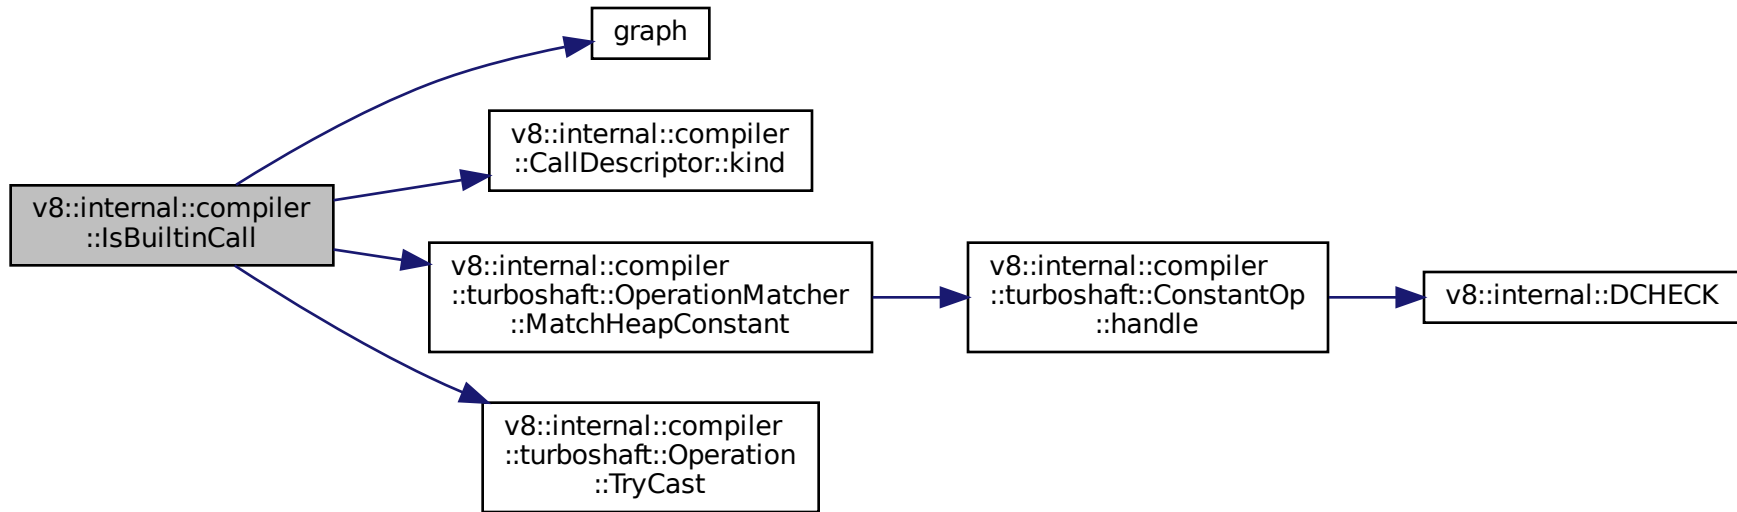 graph
v8::internal::compiler
::CallDescriptor::kind
v8::internal::compiler
::IsBuiltinCall
v8::internal::compiler
::turboshaft::OperationMatcher
::MatchHeapConstant
v8::internal::compiler
::turboshaft::ConstantOp
::handle
v8::internal::DCHECK
v8::internal::compiler
::turboshaft::Operation
::TryCast